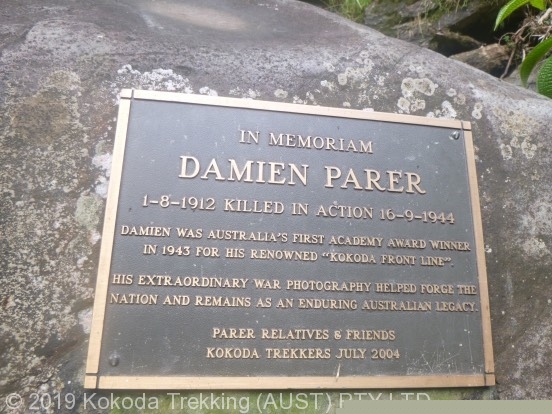 IN MEMORIAM
DAMIEN PARER
1-8-1912 KILLED IN ACTION 16-9-1944
DAMIEN WAS AUSTRALIA'S FIRST ACADEMY AWARD WINNER
IN 1943 FOR HIS RENOWNED "KOKODA FRONT LINE".
HIS EXTRAORDINARY WAR PHOTOGRAPHY HELPED FORGE THE
NATION AND REMAINS AS AN ENDURING AUSTRALIAN LEGACY.
PARER RELATIVES & FRIENDS
KOKODA TREKKERS JULY 2004
© 2019 Kokoda Trekking (AUST) PTY LTD